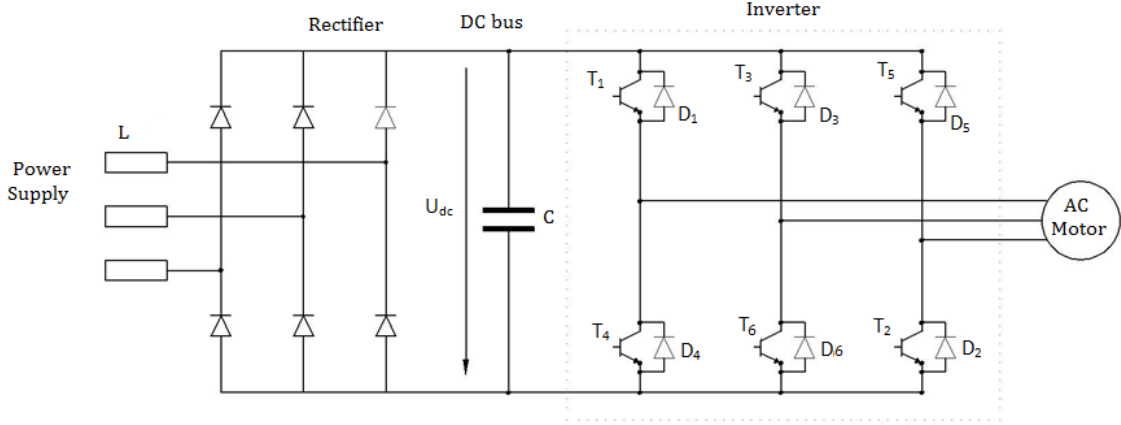 Rectifier
DC bus
Inverter
T1
D1
T3
D3
T5
D5
L
Power
Supply
Udc
C
AC
Motor
T4
D4
T6
D6
T2
D2